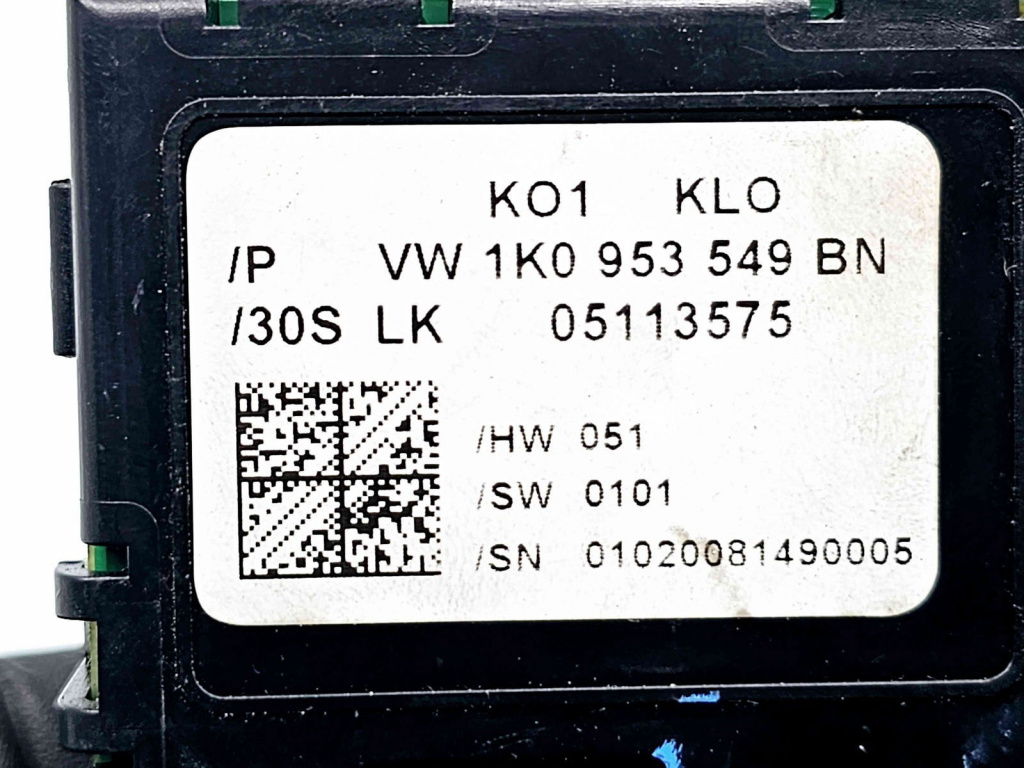 KO1 KLO
/P VW 1K0 953 549 BN
/30S LK 05113575
/HW 051
/SW 0101
/SN 01020081490005